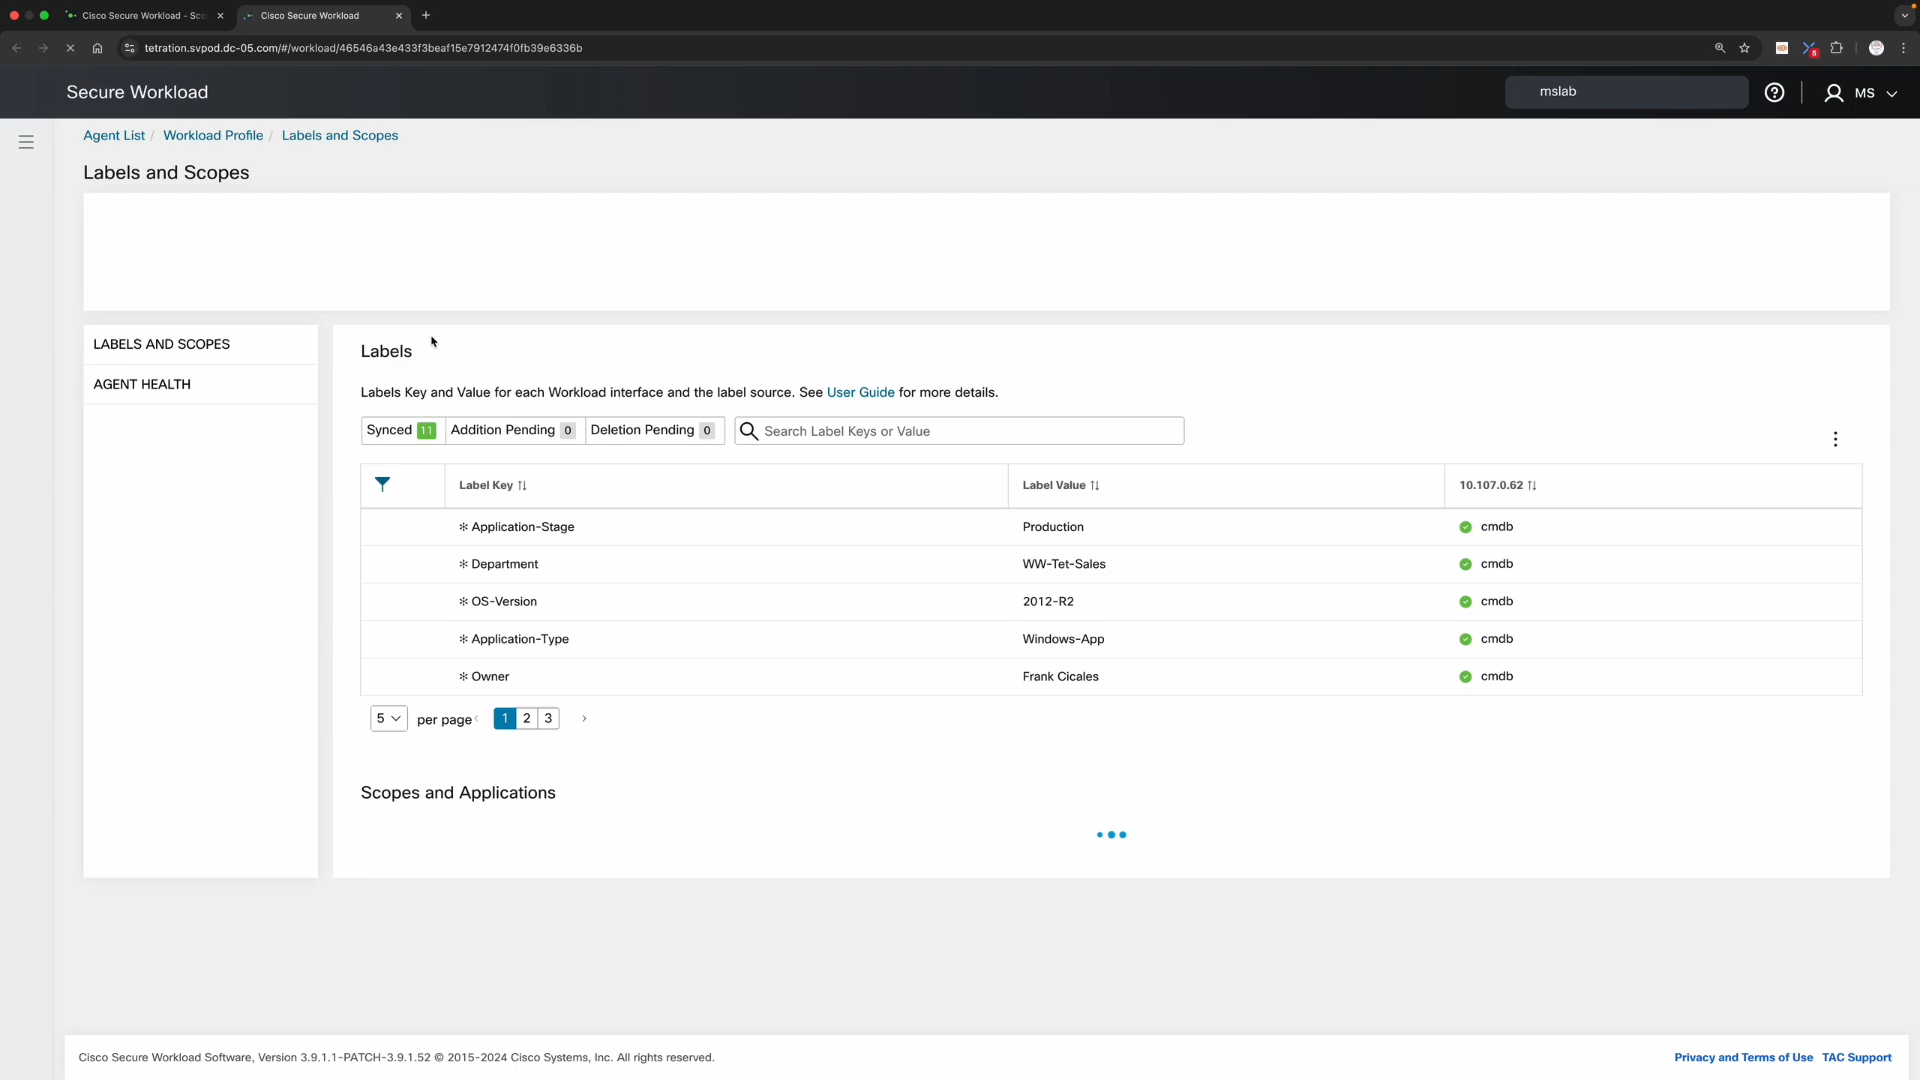 Cisco Secure Workload - Sco
Cisco Secure Workload
tetration.svpod.dc-05.com/#/workload/46546a43e433f3beaf15e7912474f0fb39e6336b
5
Secure Workload
mslab
MS
Agent List / Workload Profile / Labels and Scopes
Labels and Scopes
LABELS AND SCOPES
AGENT HEALTH
Labels
Labels Key and Value for each Workload interface and the label source. See User Guide for more details.
Synced 11 Addition Pending 0 Deletion Pending 0 Search Label Keys or Value
Label Key Label Value 10.107.0.62
Application-Stage Production cmdb
Department WW-Tet-Sales cmdb
OS-Version 2012-R2 cmdb
Application-Type Windows-App cmdb
Owner Frank Cicales cmdb
5 per page 1 2 3
Scopes and Applications
Cisco Secure Workload Software, Version 3.9.1.1-PATCH-3.9.1.52 © 2015-2024 Cisco Systems, Inc. All rights reserved.
Privacy and Terms of Use TAC Support